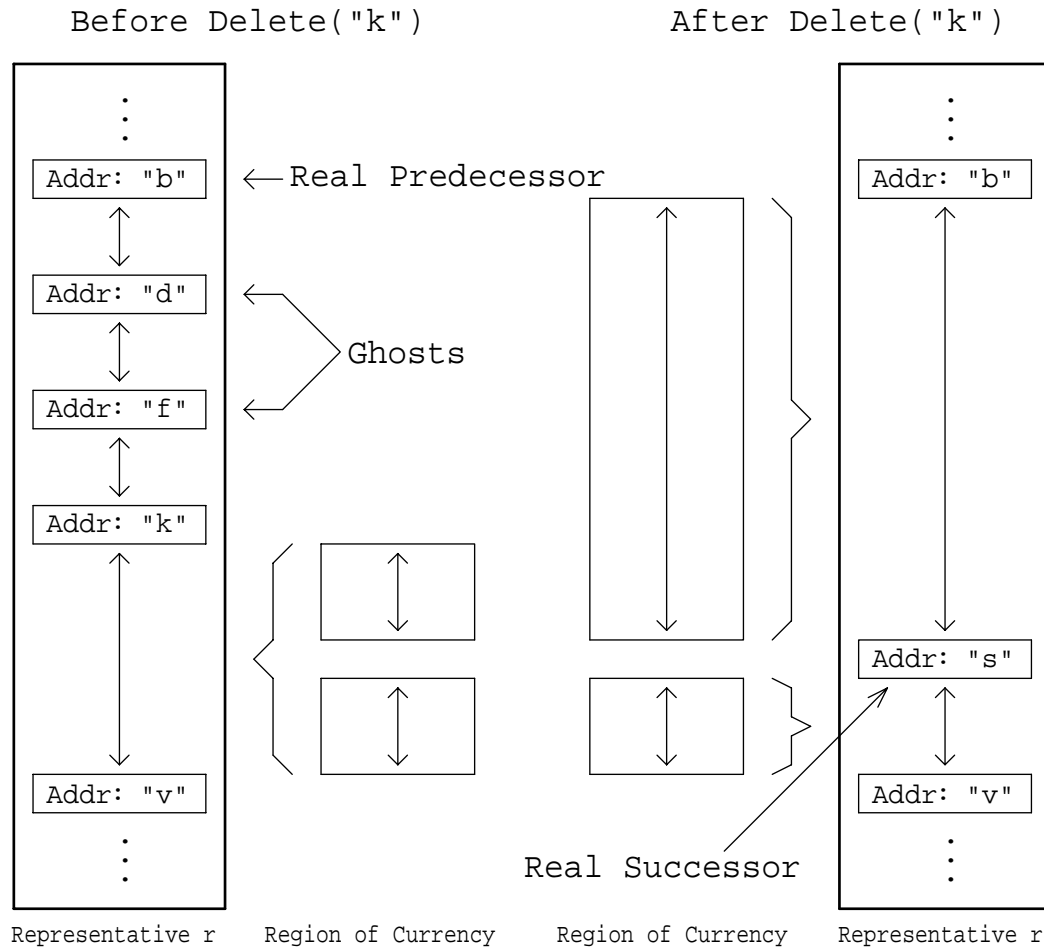 Before Delete("k")
After Delete("k")
Addr: "b"
Real Predecessor
Addr: "b"
Addr: "d"
Ghosts
Addr: "f"
Addr: "k"
Addr: "s"
Addr: "v"
Addr: "v"
Real Successor
Representative r
Region of Currency
Region of Currency
Representative r